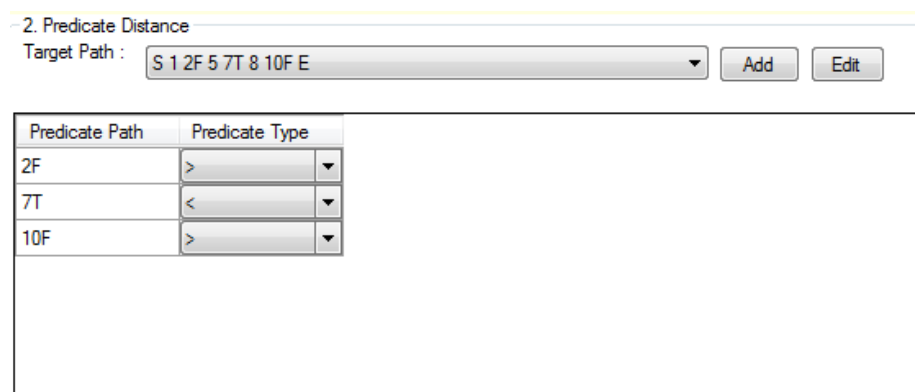 2. Predicate Distance
Target Path : S 1 2F 5 7T 8 10F E Add Edit
Predicate Path Predicate Type
2F >
7T <
10F >